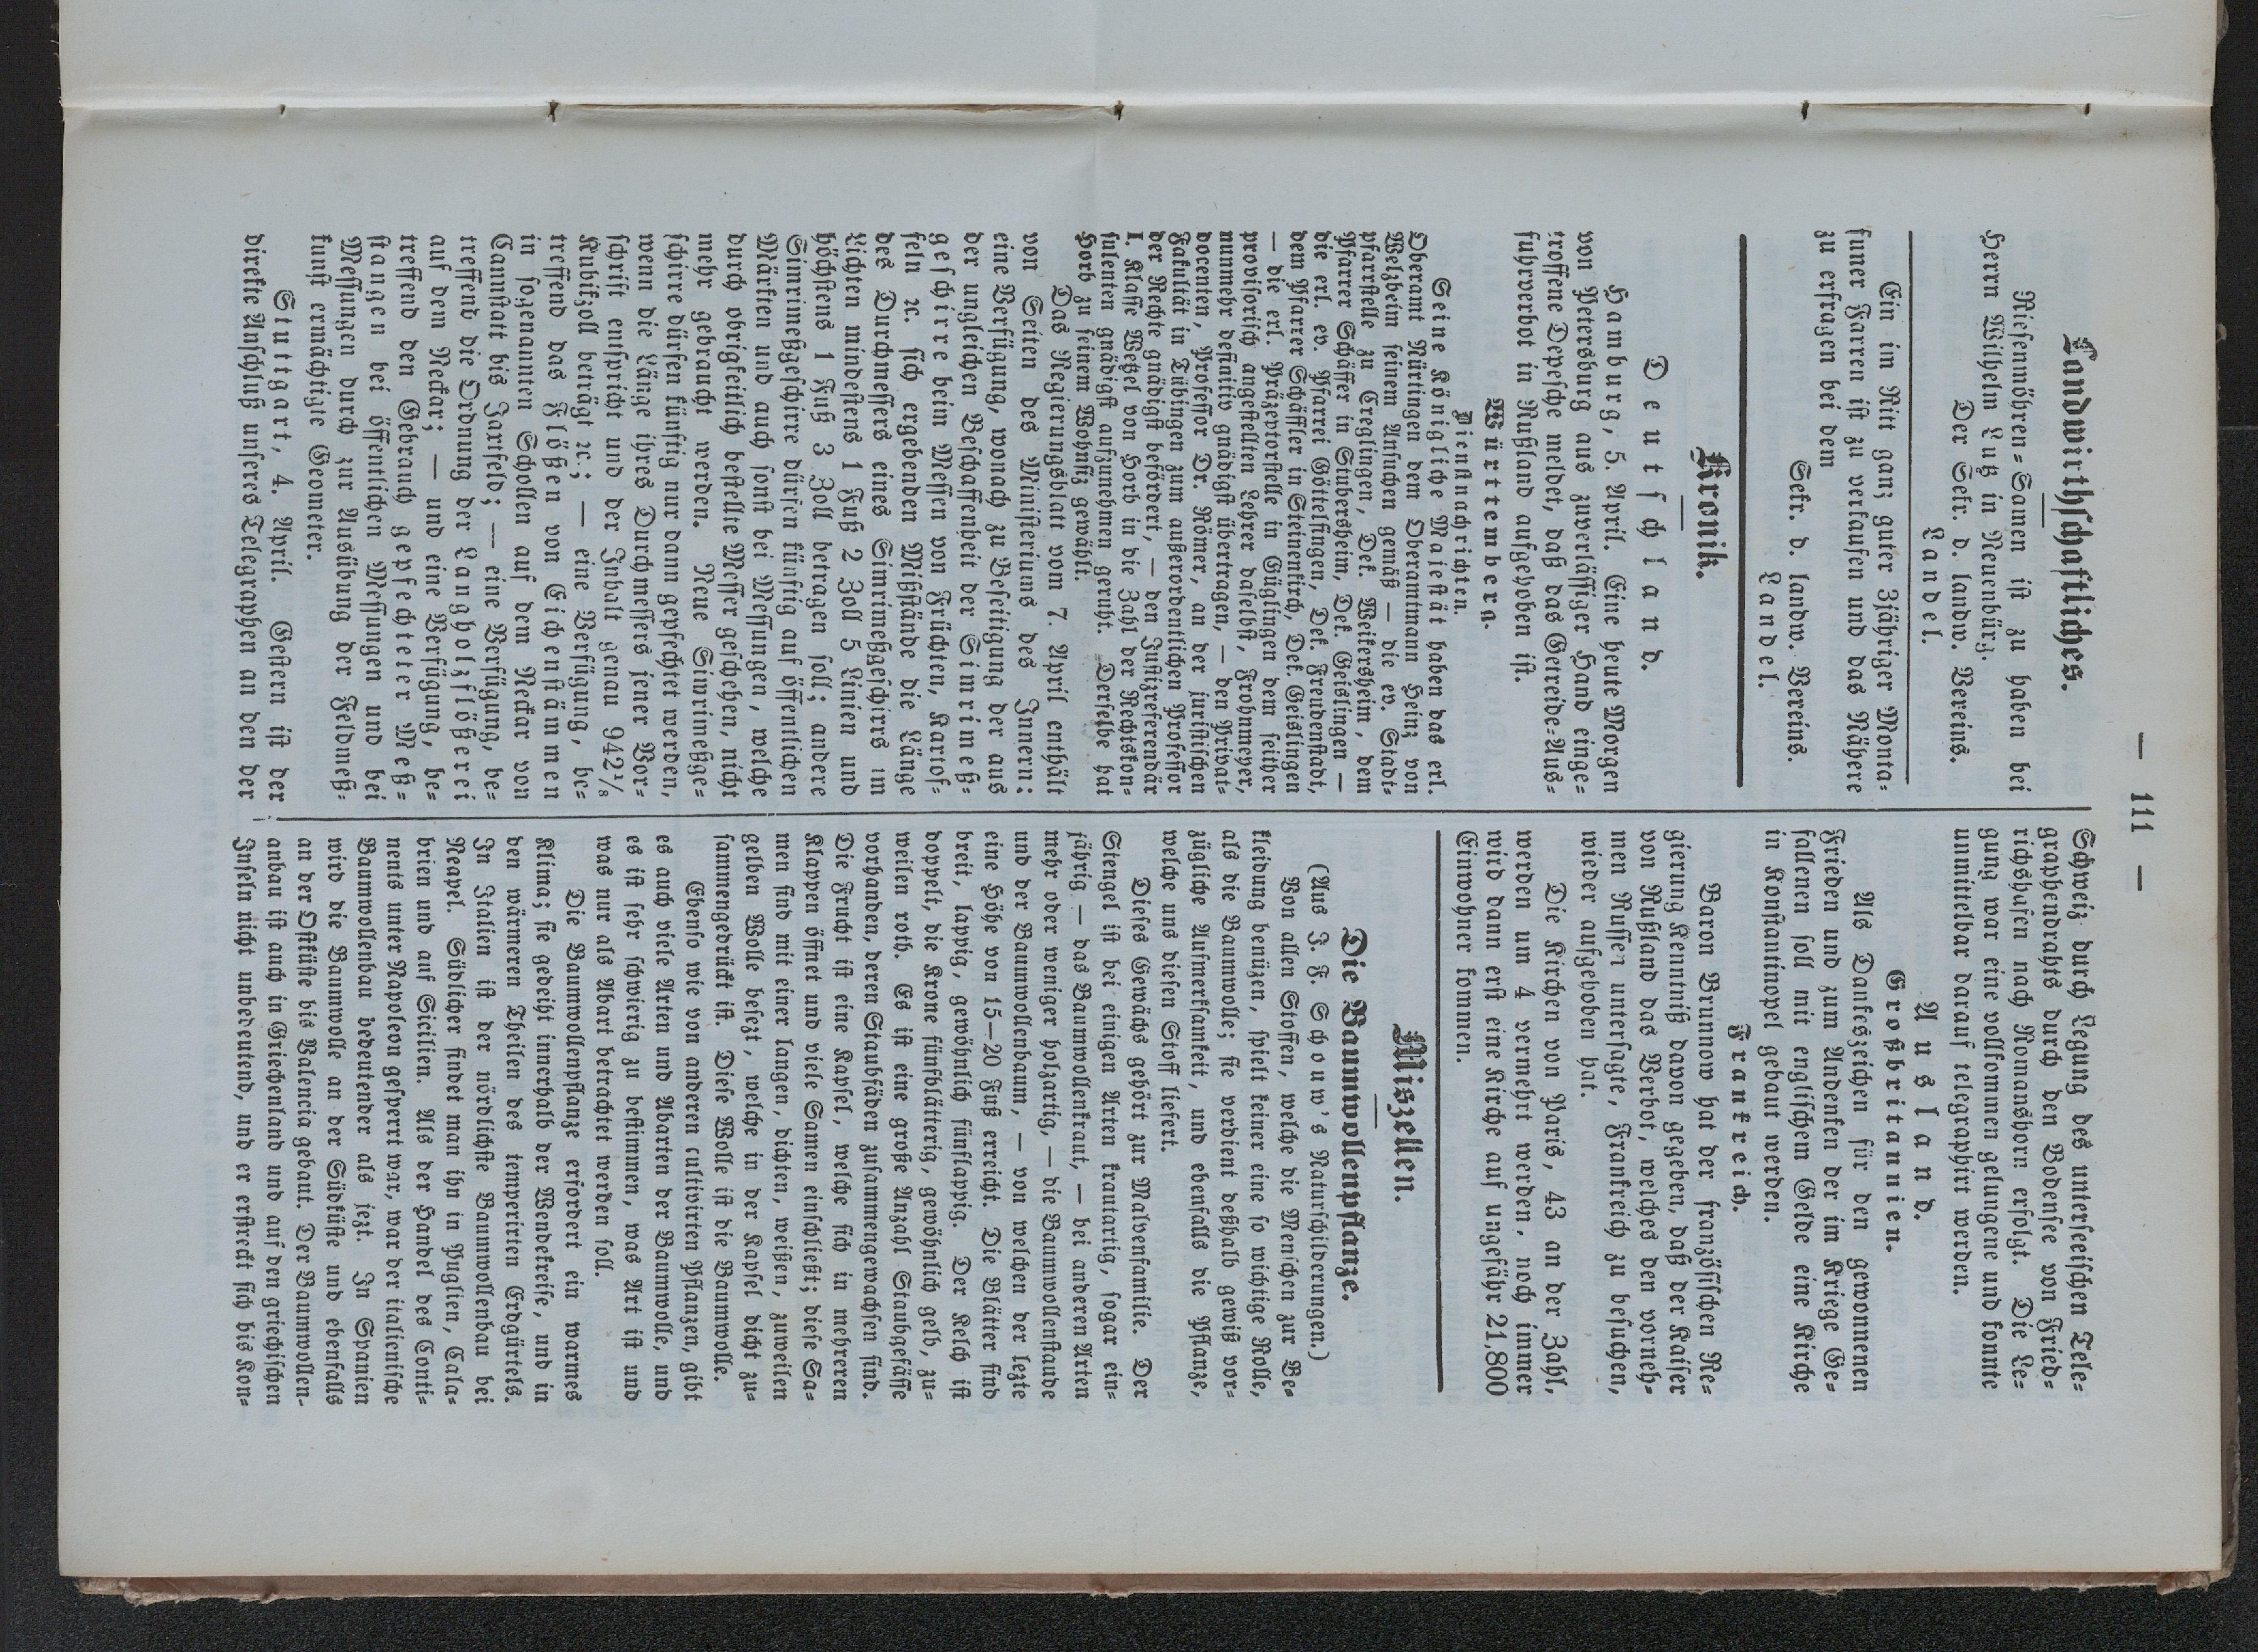 — 111 —
Landwirthschaftliches.
Riesenmöhren=Samen ist zu haben bei
Herrn Wilhelm Lutz in Neuenbürg.
Der Sekr. d. landw. Vereins.
Landel.
Ein im Ritt ganz guter 3jähriger Monta=
funer Farren ist zu verkaufen und das Nähere
zu erfragen bei dem
Sekr. d. landw. Vereins.
Landel.
Kronik.
Deutschland.
Hamburg, 5. April. Eine heute Morgen
von Petersburg aus zuverlässiger Hand einge=
troffene Depesche meldet, daß das Getreide=Aus=
fuhrverbot in Rußland aufgehoben ist.
Württemberg.
Dienstnachrichten.
Seine Königliche Majestät haben das erl.
Oberamt Nürtingen dem Oberamtmann Heinz von
Welzheim seinem Ansuchen gemäß — die ev. Stadt=
pfarrstelle zu Creglingen, Dek. Weikersheim, dem
Pfarrer Schäffer in Stubersheim, Dek. Geislingen —
die erl. ev. Pfarrei Göttelfingen, Dek. Freudenstadt,
dem Pfarrer Schäffler in Steinenkirch, Dek. Geislingen
— die erl. Präzeptorstelle in Güglingen dem seither
provisorisch angestellten Lehrer daselbst, Frohnmeyer,
nunmehr definitiv gnädigst übertragen, — den Privat=
docenten, Professor Dr. Römer, an der juristischen
Fakultät in Tübingen zum außerordentlichen Professor
der Rechte gnädigst befördert, — den Justizreferendär
I. Klasse Wetzel von Horb in die Zahl der Rechtskon=
sulenten gnädigst aufzunehmen geruht. Derselbe hat
Horb zu seinem Wohnsitz gewählt.
Das Regierungsblatt vom 7. April enthält
von Seiten des Ministeriums des Innern:
eine Verfügung, wonach zu Beseitigung der aus
der ungleichen Beschaffenheit der Simrimeß=
geschirre beim Messen von Früchten, Kartof=
feln ꝛc. sich ergebenden Mißstände die Länge
des Durchmessers eines Simrimeßgeschirrs im
Lichten mindestens 1 Fuß 2 Zoll 5 Linien und
höchstens 1 Fuß 3 Zoll betragen soll; andere
Simrimeßgeschirre dürfen künftig auf öffentlichen
Märkten und auch sonst bei Messungen, welche
durch obrigkeitlich bestellte Messer geschehen, nicht
mehr gebraucht werden. Neue Simrimeßge=
schirre dürfen künftig nur dann gepfechtet werden,
wenn die Länge ihres Durchmessers jener Vor=
schrift entspricht und der Inhalt genau 942⅛
Kubikzoll beträgt ꝛc.; — eine Verfügung, be=
treffend das Flößen von Eichenstämmen
in sogenannten Schollen auf dem Neckar von
Cannstatt bis Jaxtfeld; — eine Verfügung, be=
treffend die Ordnung der Langholzflößerei
auf dem Neckar; — und eine Verfügung, be=
treffend den Gebrauch gepfechteter Meß=
stangen bei öffentlichen Messungen und bei
Messungen durch zur Ausübung der Feldmeß=
kunst ermächtigte Geometer.
Stuttgart, 4. April. Gestern ist der
direkte Anschluß unseres Telegraphen an den der
Schweiz durch Legung des unterseeischen Tele=
graphendrahts durch den Bodensee von Fried=
richshafen nach Romanshorn erfolgt. Die Le=
gung war eine vollkommen gelungene und konnte
unmittelbar darauf telegraphirt werden.
Ausland.
Großbritannien.
Als Dankeszeichen für den gewonnenen
Frieden und zum Andenken der im Kriege Ge=
fallenen soll mit englischem Gelde eine Kirche
in Konstantinopel gebaut werden.
Frankreich.
Baron Brunnow hat der französischen Re=
gierung Kenntniß davon gegeben, daß der Kaiser
von Rußland das Verbot, welches den vorneh=
men Russen untersagte, Frankreich zu besuchen,
wieder aufgehoben hat.
Die Kirchen von Paris, 43 an der Zahl,
werden um 4 vermehrt werden, noch immer
wird dann erst eine Kirche auf ungefähr 21,800
Einwohner kommen.
Miszellen.
Die Baumwollenpflanze.
(Aus J. F. Schouw's Naturschilderungen.)
Von allen Stoffen, welche die Menschen zur Be=
kleidung benüzen, spielt keiner eine so wichtige Rolle,
als die Baumwolle; sie verdient deßhalb gewiß vor=
zügliche Aufmerksamkeit, und ebenfalls die Pflanze,
welche uns diesen Stoff liefert.
Dieses Gewächs gehört zur Malvenfamilie. Der
Stengel ist bei einigen Arten krautartig, sogar ein=
jährig — das Baumwollenkraut, — bei anderen Arten
mehr oder weniger holzartig, — die Baumwollenstaude
und der Baumwollenbaum, — von welchen der lezte
eine Höhe von 15—20 Fuß erreicht. Die Blätter sind
breit, lappig, gewöhnlich fünflappig. Der Kelch ist
doppelt, die Krone fünfblätterig, gewöhnlich gelb, zu=
weilen roth. Es ist eine große Anzahl Staubgefässe
vorhanden, deren Staubfäden zusammengewachsen sind.
Die Frucht ist eine Kapsel, welche sich in mehreren
Klappen öffnet und viele Samen einschließt; diese Sa=
men sind mit einer langen, dichten, weißen, zuweilen
gelben Wolle besezt, welche in der Kapsel dicht zu=
sammengedrückt ist. Diese Wolle ist die Baumwolle.
Ebenso wie von anderen cultivirten Pflanzen, gibt
es auch viele Arten und Abarten der Baumwolle, und
es ist sehr schwierig zu bestimmen, was Art ist und
was nur als Abart betrachtet werden soll.
Die Baumwollenpflanze erfordert ein warmes
Klima; sie gedeiht innerhalb der Wendekreise, und in
den wärmeren Theilen des temperirten Erdgürtels.
In Italien ist der nördlichste Baumwollenbau bei
Neapel. Südlicher findet man ihn in Puglien, Cala=
brien und auf Sicilien. Als der Handel des Conti=
nents unter Napoleon gesperrt war, war der italienische
Baumwollenbau bedeutender als jezt. In Spanien
wird die Baumwolle an der Südküste und ebenfalls
an der Ostküste bis Valencia gebaut. Der Baumwollen=
anbau ist auch in Griechenland und auf den griechischen
Inseln nicht unbedeutend, und er erstreckt sich bis Kon=